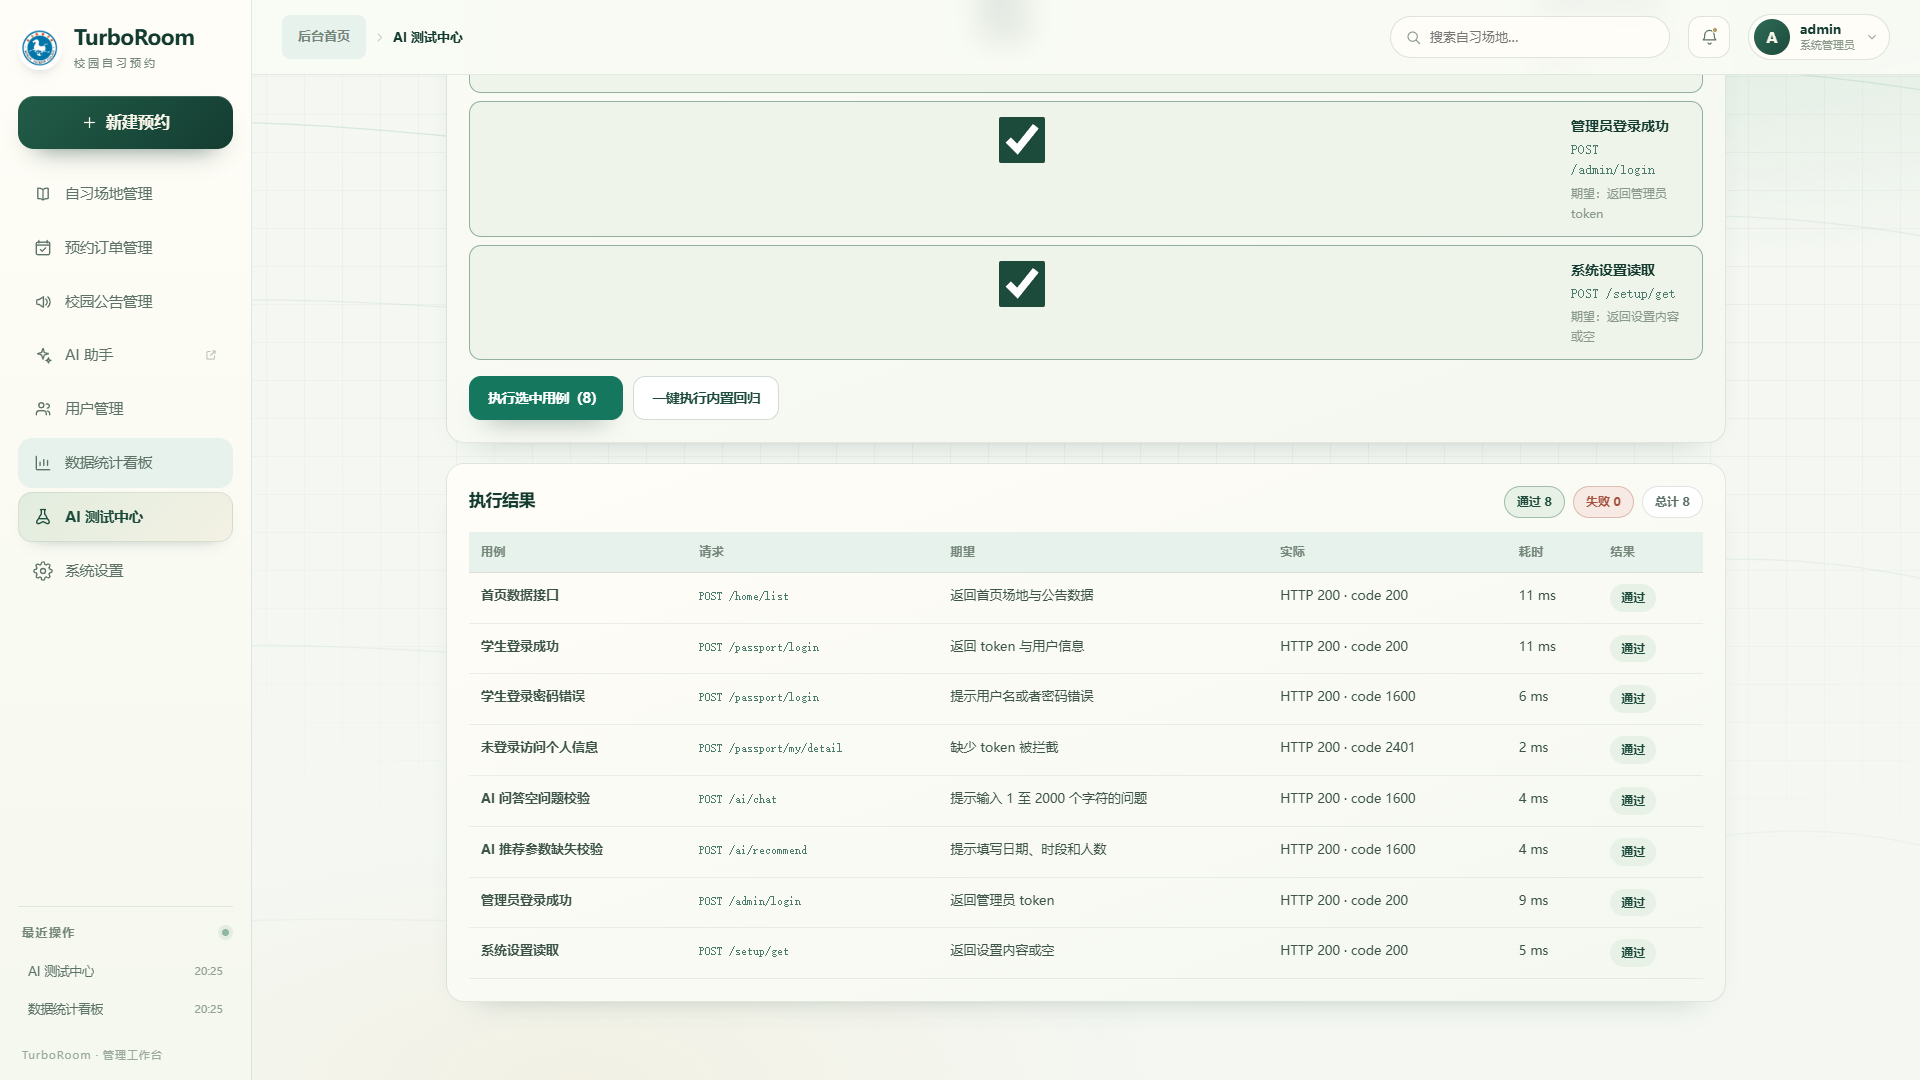 TurboRoom
校园自习预约
新建预约
自习场地管理
预约订单管理
校园公告管理
AI 助手
用户管理
数据统计看板
AI 测试中心
系统设置
最近操作
AI 测试中心 20:25
数据统计看板 20:25
TurboRoom · 管理工作台
后台首页 AI 测试中心
搜索自习场地...
A
admin
系统管理员
管理员登录成功
POST
/admin/login
期望：返回管理员
token
系统设置读取
POST /setup/get
期望：返回设置内容
或空
执行选中用例（8） 一键执行内置回归
执行结果 通过 8 失败 0 总计 8
用例 请求 期望 实际 耗时 结果
首页数据接口 POST /home/list 返回首页场地与公告数据 HTTP 200 · code 200 11 ms 通过
学生登录成功 POST /passport/login 返回 token 与用户信息 HTTP 200 · code 200 11 ms 通过
学生登录密码错误 POST /passport/login 提示用户名或者密码错误 HTTP 200 · code 1600 6 ms 通过
未登录访问个人信息 POST /passport/my/detail 缺少 token 被拦截 HTTP 200 · code 2401 2 ms 通过
AI 问答空问题校验 POST /ai/chat 提示输入 1 至 2000 个字符的问题 HTTP 200 · code 1600 4 ms 通过
AI 推荐参数缺失校验 POST /ai/recommend 提示填写日期、时段和人数 HTTP 200 · code 1600 4 ms 通过
管理员登录成功 POST /admin/login 返回管理员 token HTTP 200 · code 200 9 ms 通过
系统设置读取 POST /setup/get 返回设置内容或空 HTTP 200 · code 200 5 ms 通过